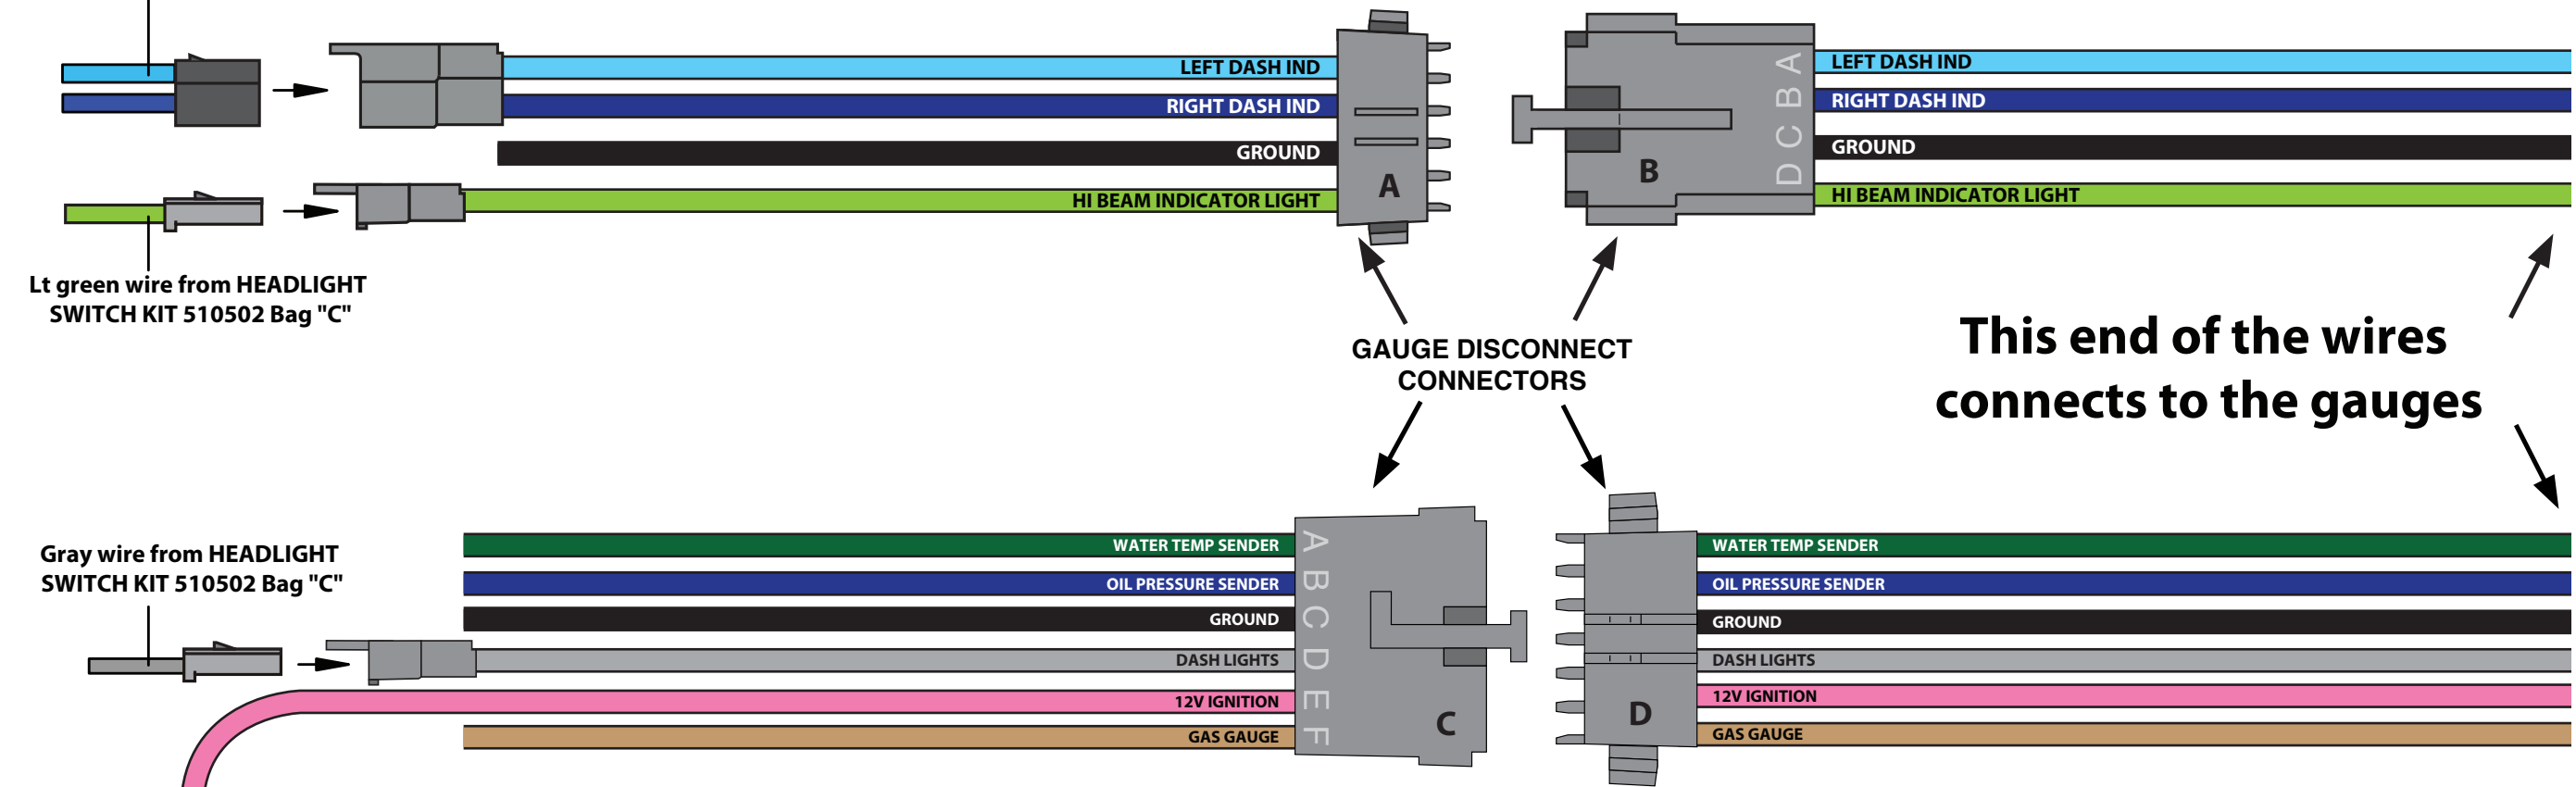 LEFT DASH IND
RIGHT DASH IND
GROUND
HI BEAM INDICATOR LIGHT
A
B
A
B
C
D
LEFT DASH IND
RIGHT DASH IND
GROUND
HI BEAM INDICATOR LIGHT
Lt green wire from HEADLIGHT
SWITCH KIT 510502 Bag "C"
GAUGE DISCONNECT
CONNECTORS
This end of the wires
connects to the gauges
Gray wire from HEADLIGHT
SWITCH KIT 510502 Bag "C"
WATER TEMP SENDER
OIL PRESSURE SENDER
GROUND
DASH LIGHTS
12V IGNITION
GAS GAUGE
A
B
C
D
E
F
C
D
WATER TEMP SENDER
OIL PRESSURE SENDER
GROUND
DASH LIGHTS
12V IGNITION
GAS GAUGE